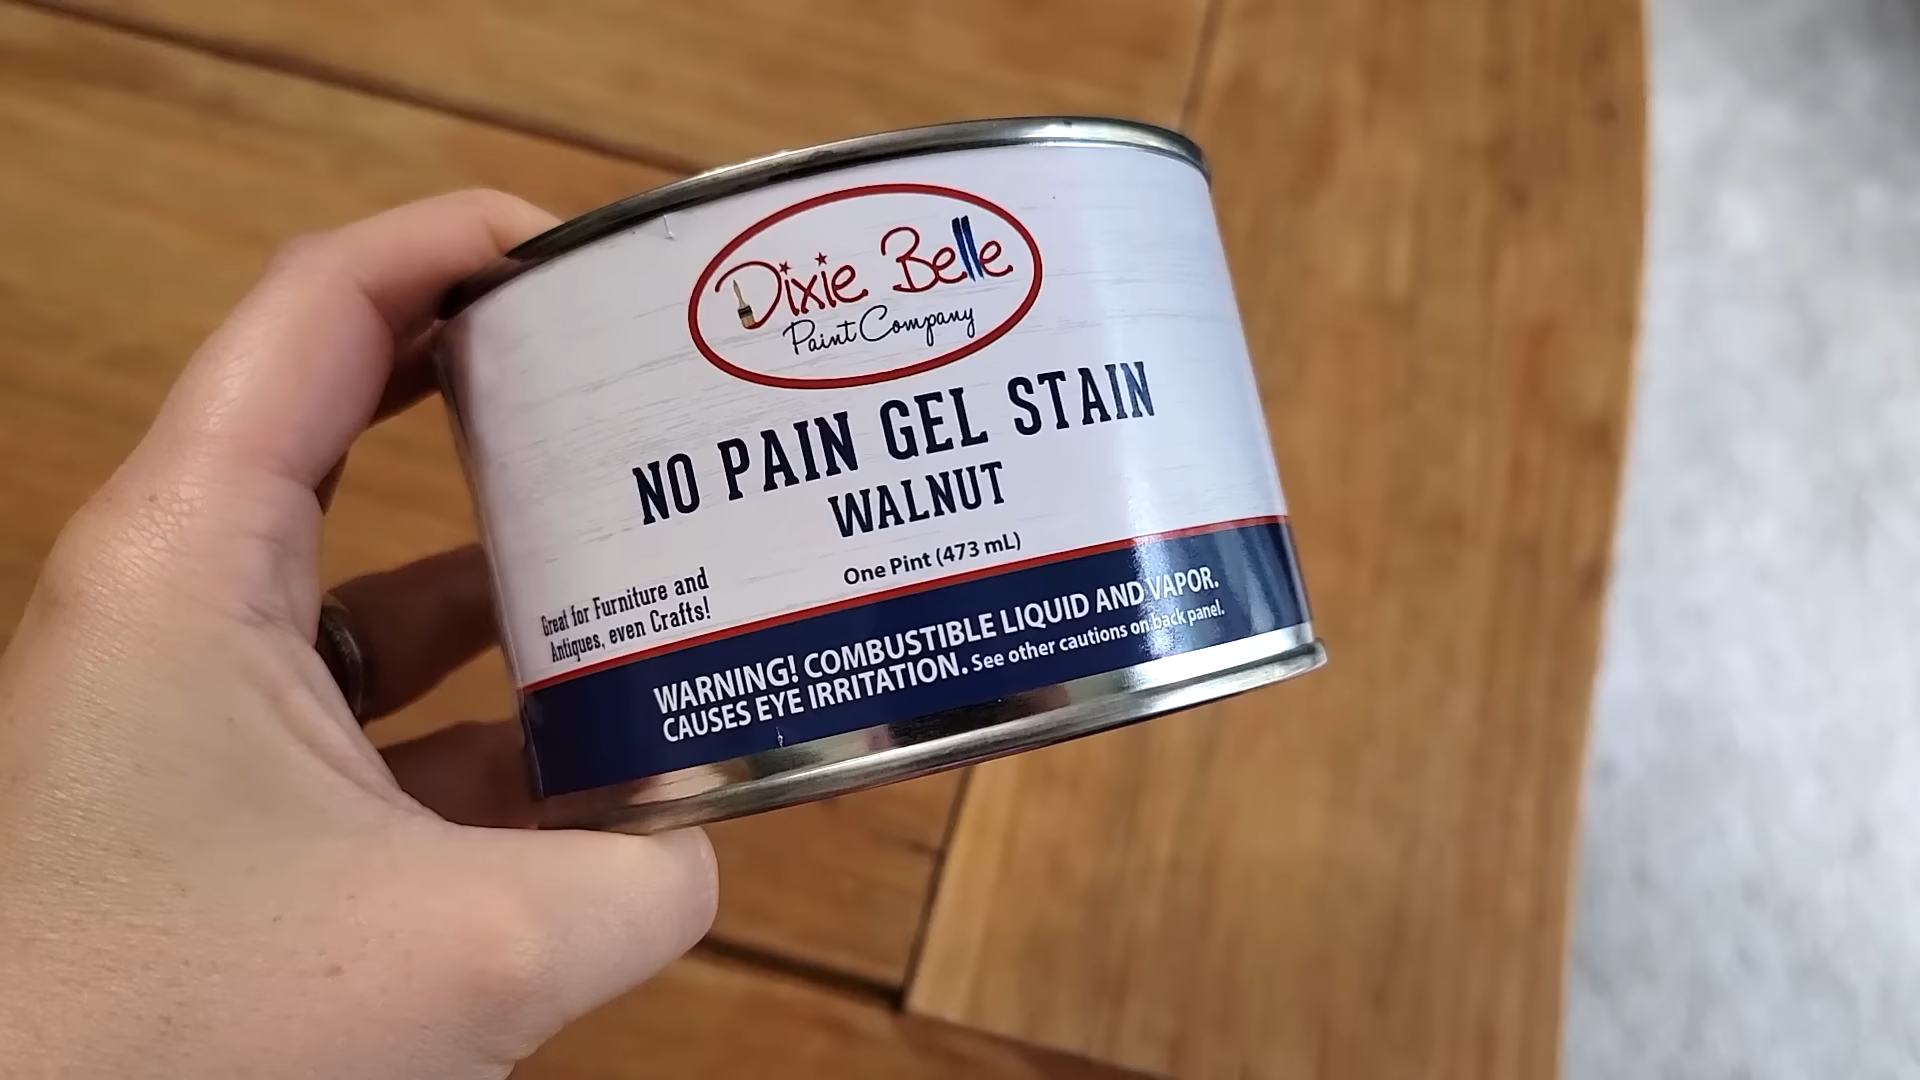 Dixie Belle
Paint Company
NO PAIN GEL STAIN
WALNUT
One Pint (473 mL)
Great for Furniture and
Antiques, even Crafts!
WARNING! COMBUSTIBLE LIQUID AND VAPOR.
CAUSES EYE IRRITATION. See other cautions on back panel.